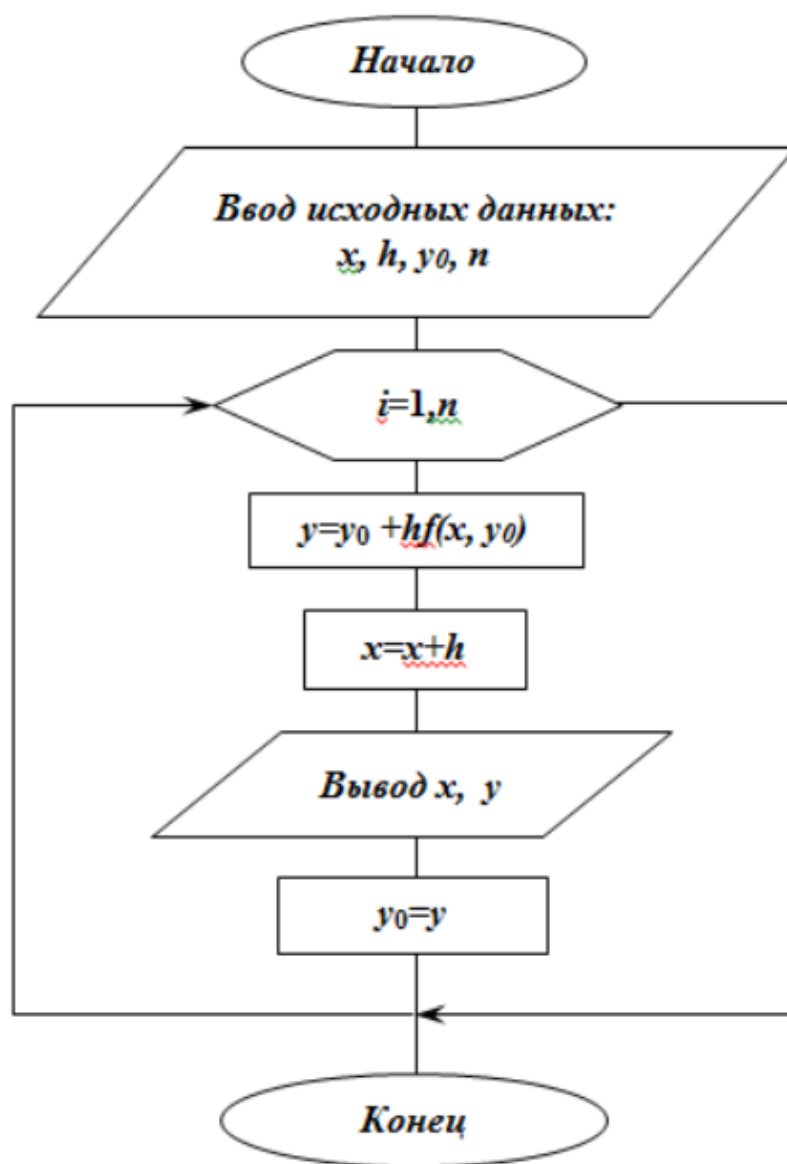 Начало
Ввод исходных данных:
x, h, y₀, n
i=1,n
y=y₀ +hf(x, y₀)
x=x+h
Вывод x, y
y₀=y
Конец